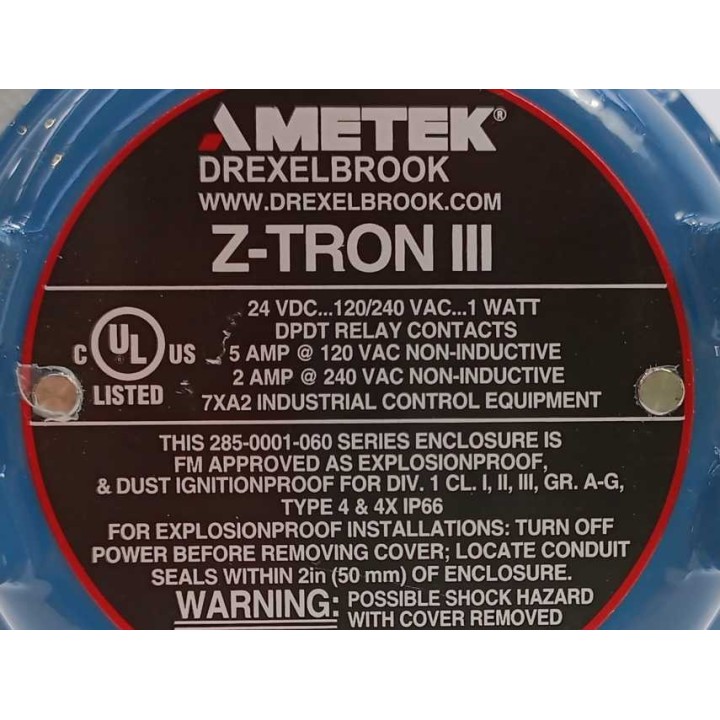 AMETEK®
DREXELBROOK
WWW.DREXELBROOK.COM
Z-TRON III
24 VDC...120/240 VAC...1 WATT
DPDT RELAY CONTACTS
5 AMP @ 120 VAC NON-INDUCTIVE
2 AMP @ 240 VAC NON-INDUCTIVE
7XA2 INDUSTRIAL CONTROL EQUIPMENT
C UL US
LISTED
THIS 285-0001-060 SERIES ENCLOSURE IS
FM APPROVED AS EXPLOSIONPROOF,
& DUST IGNITIONPROOF FOR DIV. 1 CL. I, II, III, GR. A-G,
TYPE 4 & 4X IP66
FOR EXPLOSIONPROOF INSTALLATIONS: TURN OFF
POWER BEFORE REMOVING COVER; LOCATE CONDUIT
SEALS WITHIN 2in (50 mm) OF ENCLOSURE.
WARNING: POSSIBLE SHOCK HAZARD
WITH COVER REMOVED